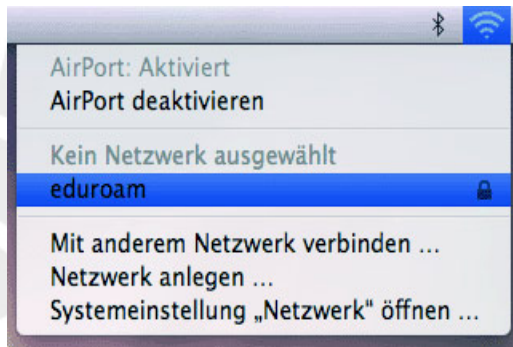 AirPort: Aktiviert
AirPort deaktivieren
Kein Netzwerk ausgewählt
eduroam
Mit anderem Netzwerk verbinden ...
Netzwerk anlegen ...
Systemeinstellung „Netzwerk“ öffnen ...